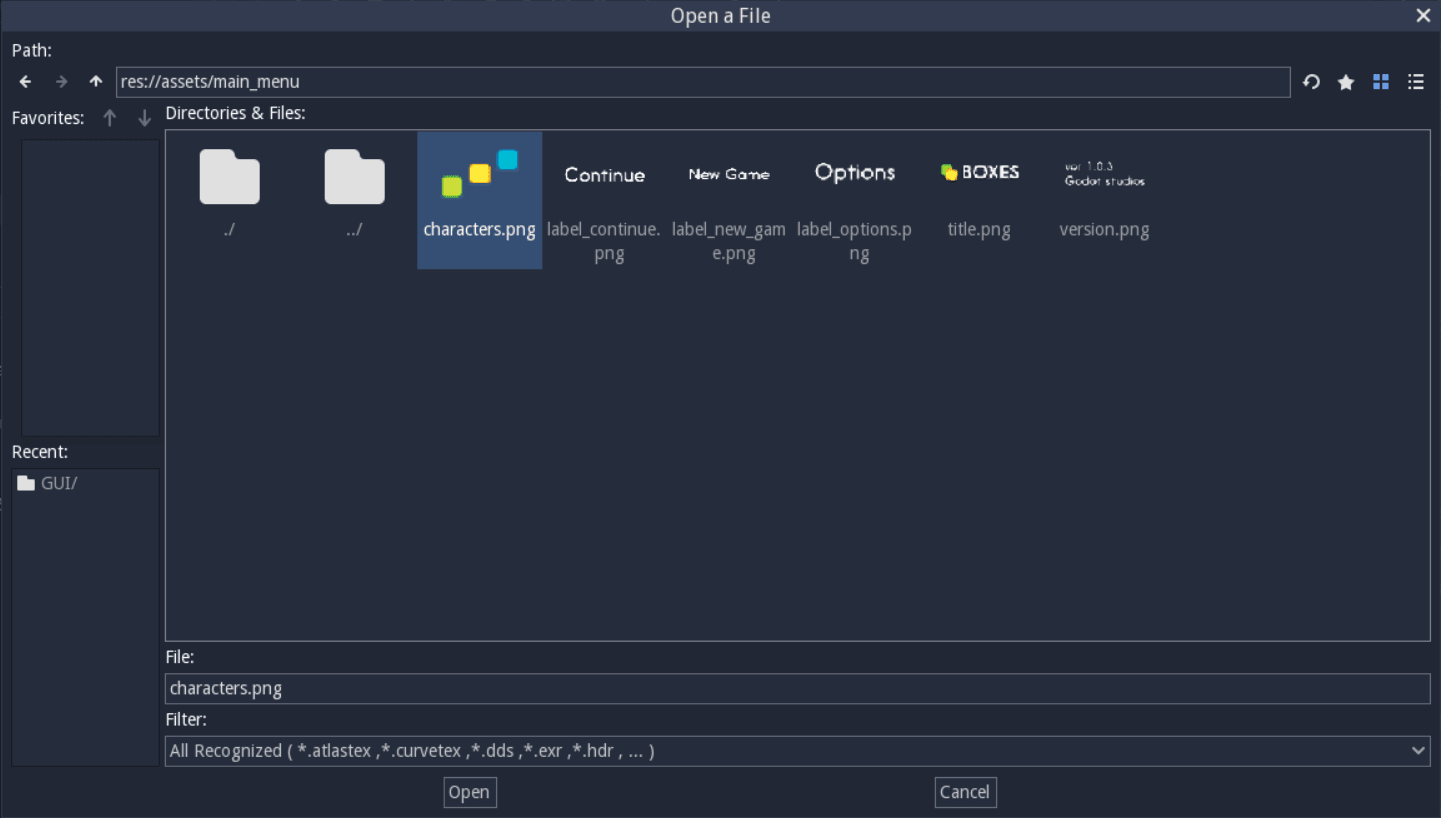 Open a File
Path:
res://assets/main_menu
Favorites:
Directories & Files:
Continue
New Game
Options
BOXES
ver 1.0.3
Godot studios
./
../
characters.png
label_continue.
png
label_new_gam
e.png
label_options.p
ng
title.png
version.png
Recent:
GUI/
File:
characters.png
Filter:
All Recognized ( *.atlastex ,*.curvetex ,*.dds ,*.exr ,*.hdr , ... )
Open
Cancel